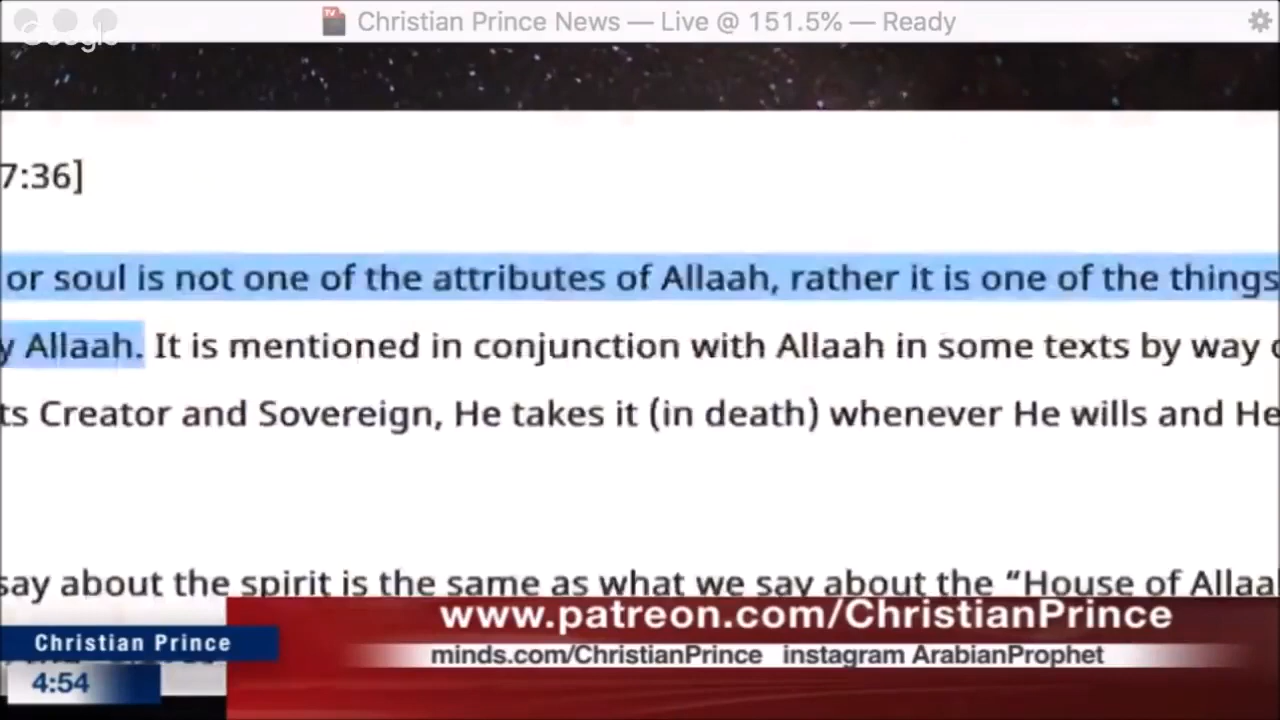 Christian Prince News — Live @ 151.5% — Ready
Google
7:36]
or soul is not one of the attributes of Allaah, rather it is one of the things
y Allaah. It is mentioned in conjunction with Allaah in some texts by way
ts Creator and Sovereign, He takes it (in death) whenever He wills and He
say about the spirit is the same as what we say about the “House of Allaa
www.patreon.com/ChristianPrince
Christian Prince
minds.com/ChristianPrince instagram ArabianProphet
4:54